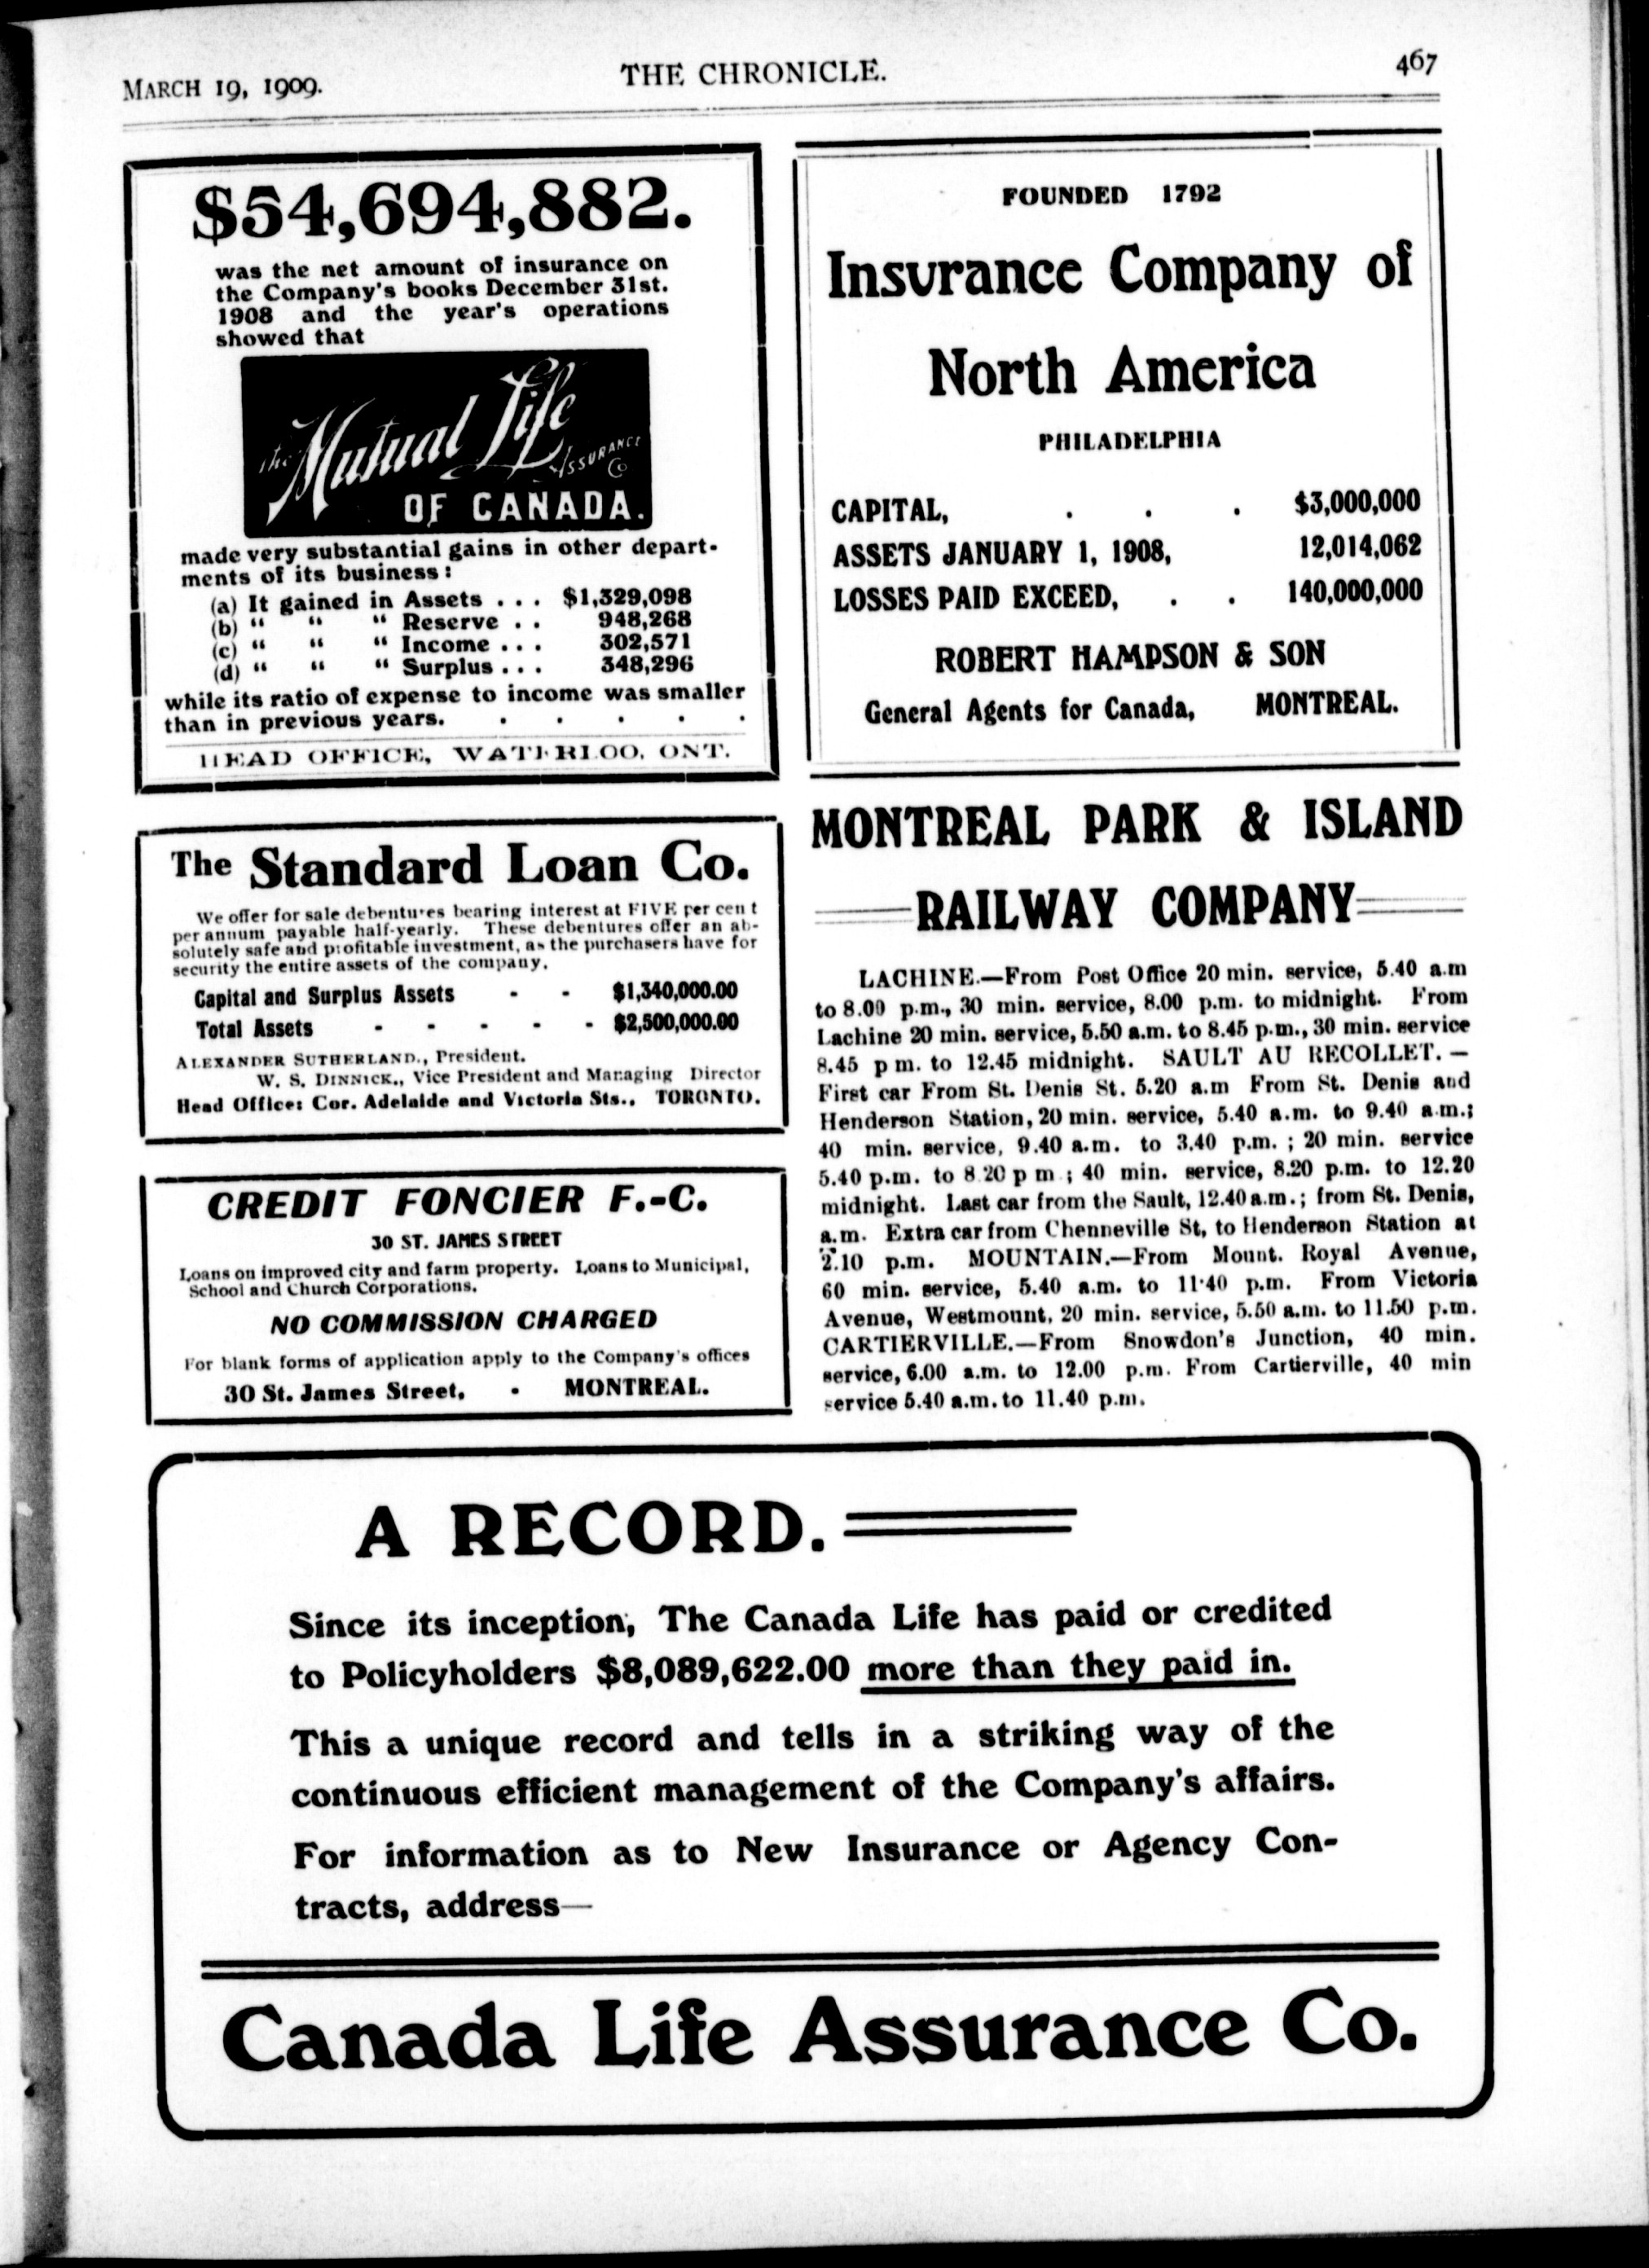 MARCH 19, 1909.
THE CHRONICLE.
467
$54,694,882.
was the net amount of insurance on
the Company's books December 31st.
1908 and the year's operations
showed that
The Mutual Life
ASSURANCE
Co
OF CANADA.
made very substantial gains in other depart-
ments of its business:
(a) It gained in Assets . . . $1,329,098
(b) " " " Reserve . . 948,268
(c) " " " Income . . . 302,571
(d) " " " Surplus . . . 348,296
while its ratio of expense to income was smaller
than in previous years. . . . . .
HEAD OFFICE, WATERLOO, ONT.
The Standard Loan Co.
We offer for sale debentures bearing interest at FIVE per cen t
per annum payable half-yearly. These debentures offer an ab-
solutely safe and profitable investment, as the purchasers have for
security the entire assets of the company.
Capital and Surplus Assets - - $1,340,000.00
Total Assets - - - - - $2,500,000.00
ALEXANDER SUTHERLAND., President.
W. S. DINNICK., Vice President and Managing Director
Head Office: Cor. Adelaide and Victoria Sts., TORONTO.
CREDIT FONCIER F.-C.
30 ST. JAMES STREET
Loans on improved city and farm property. Loans to Municipal,
School and Church Corporations.
NO COMMISSION CHARGED
For blank forms of application apply to the Company's offices
30 St. James Street, - MONTREAL.
FOUNDED 1792
Insurance Company of
North America
PHILADELPHIA
CAPITAL, . . . $3,000,000
ASSETS JANUARY 1, 1908, 12,014,062
LOSSES PAID EXCEED, . . 140,000,000
ROBERT HAMPSON & SON
General Agents for Canada, MONTREAL.
MONTREAL PARK & ISLAND
RAILWAY COMPANY
LACHINE.—From Post Office 20 min. service, 5.40 a.m
to 8.00 p.m., 30 min. service, 8.00 p.m. to midnight. From
Lachine 20 min. service, 5.50 a.m. to 8.45 p.m., 30 min. service
8.45 p m. to 12.45 midnight. SAULT AU RECOLLET. —
First car From St. Denis St. 5.20 a.m From St. Denis and
Henderson Station, 20 min. service, 5.40 a.m. to 9.40 a.m.;
40 min. service, 9.40 a.m. to 3.40 p.m. ; 20 min. service
5.40 p.m. to 8 20 p m ; 40 min. service, 8.20 p.m. to 12.20
midnight. Last car from the Sault, 12.40 a.m.; from St. Denis,
a.m. Extra car from Chenneville St, to Henderson Station at
2.10 p.m. MOUNTAIN.—From Mount. Royal Avenue,
60 min. service, 5.40 a.m. to 11·40 p.m. From Victoria
Avenue, Westmount, 20 min. service, 5.50 a.m. to 11.50 p.m.
CARTIERVILLE.—From Snowdon's Junction, 40 min.
service, 6.00 a.m. to 12.00 p.m. From Cartierville, 40 min
service 5.40 a.m. to 11.40 p.m.
A RECORD.
Since its inception, The Canada Life has paid or credited
to Policyholders $8,089,622.00 more than they paid in.
This a unique record and tells in a striking way of the
continuous efficient management of the Company's affairs.
For information as to New Insurance or Agency Con-
tracts, address—
Canada Life Assurance Co.